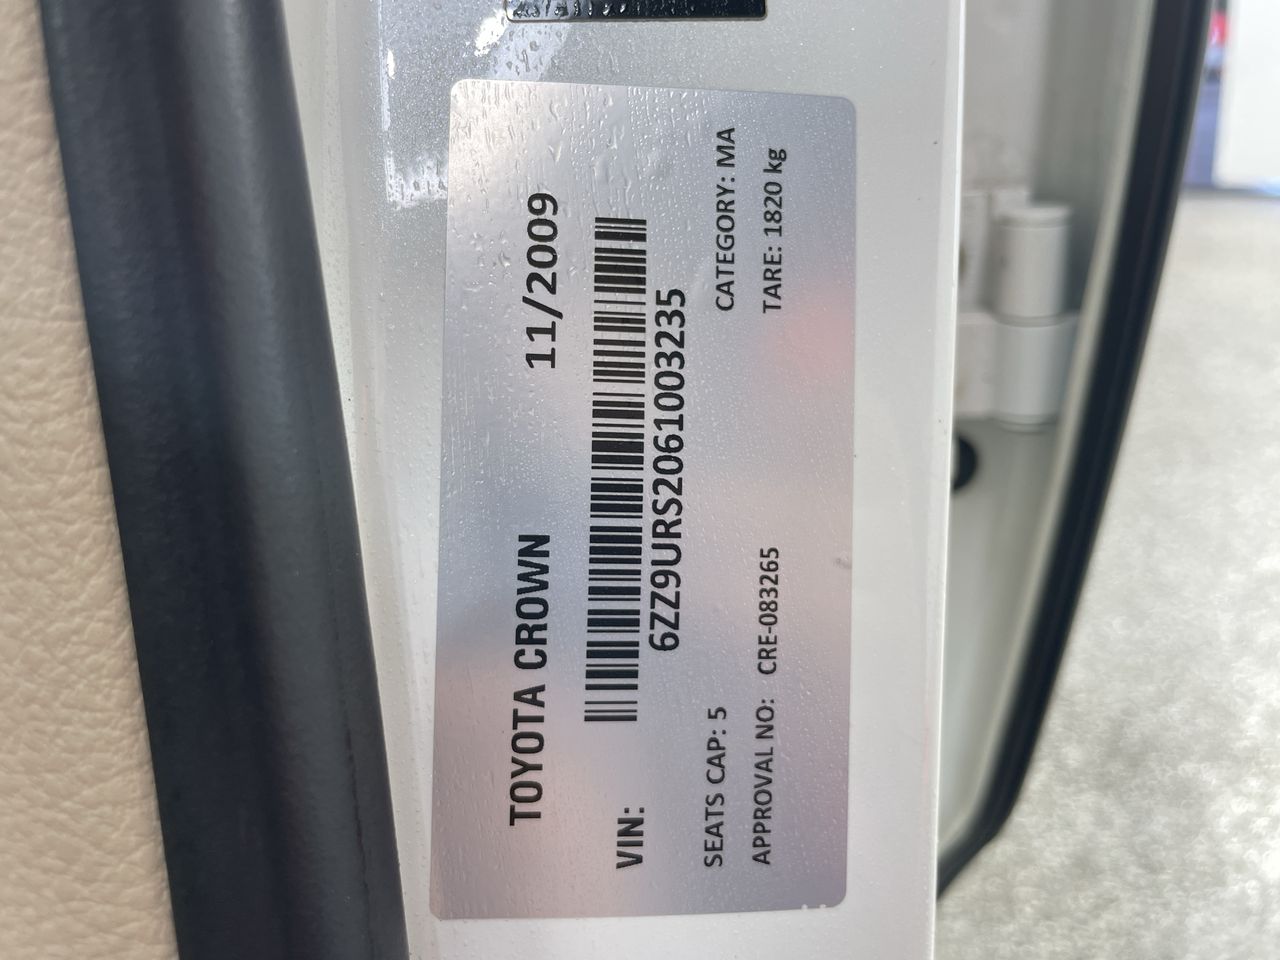 TOYOTA CROWN 11/2009
VIN:
6ZZ9URS2061003235
SEATS CAP: 5 CATEGORY: MA
APPROVAL NO: CRE-083265 TARE: 1820 kg